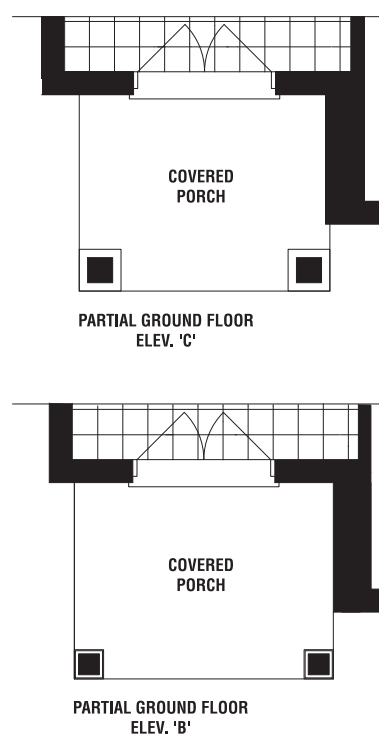 COVERED
PORCH
PARTIAL GROUND FLOOR
ELEV. 'C'
COVERED
PORCH
PARTIAL GROUND FLOOR
ELEV. 'B'